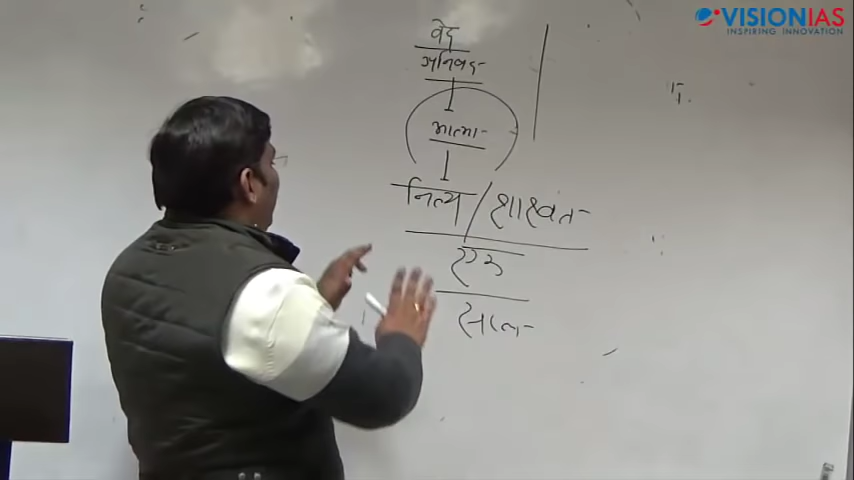 VISIONIAS
INSPIRING INNOVATION
वेद
उपनिषद
आत्मा
नित्य / शाश्वत
एक
सत्